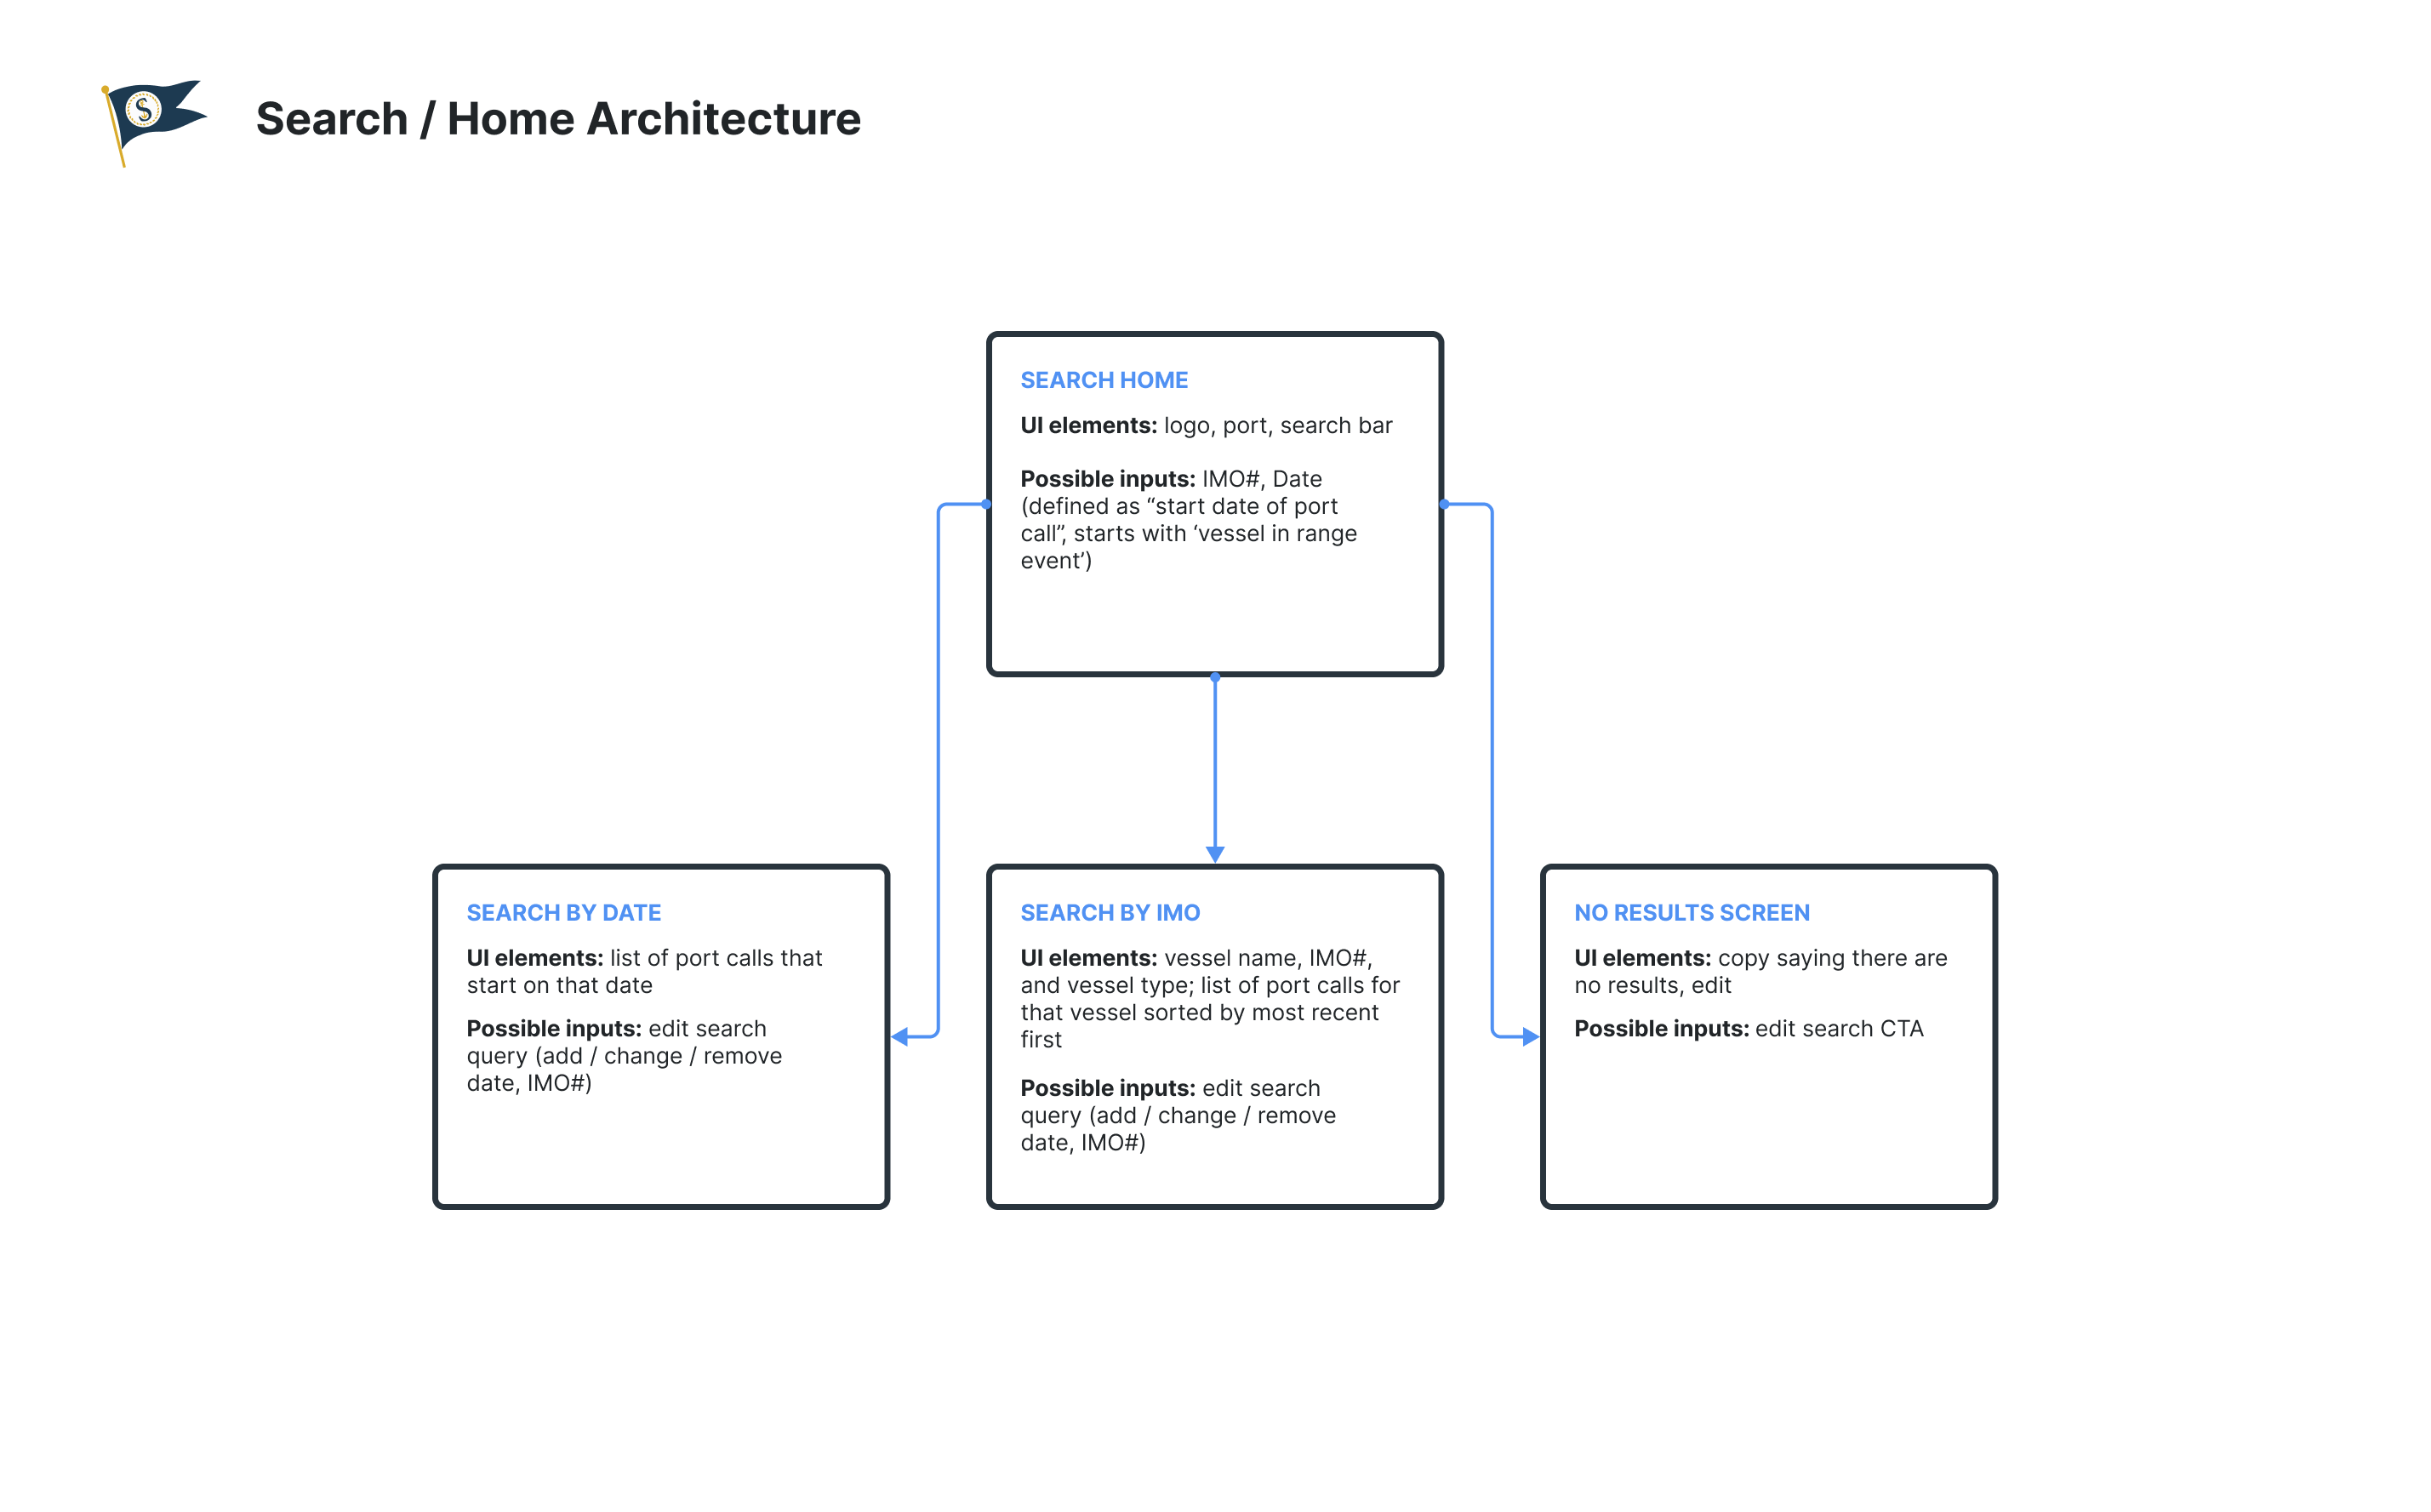 S
Search / Home Architecture
SEARCH HOME
UI elements: logo, port, search bar
Possible inputs: IMO#, Date
(defined as “start date of port
call”, starts with ‘vessel in range
event’)
SEARCH BY DATE
UI elements: list of port calls that
start on that date
Possible inputs: edit search
query (add / change / remove
date, IMO#)
SEARCH BY IMO
UI elements: vessel name, IMO#,
and vessel type; list of port calls for
that vessel sorted by most recent
first
Possible inputs: edit search
query (add / change / remove
date, IMO#)
NO RESULTS SCREEN
UI elements: copy saying there are
no results, edit
Possible inputs: edit search CTA